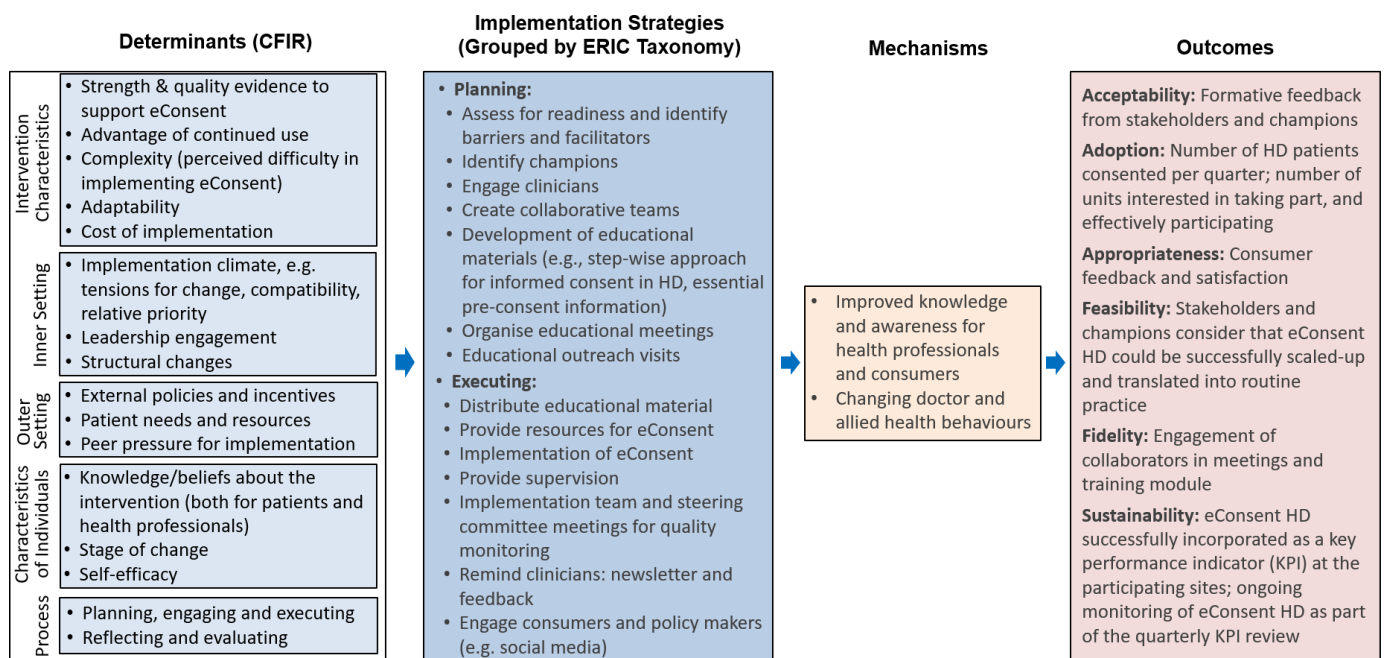 Determinants (CFIR)
Intervention
Characteristics
• Strength & quality evidence to
support eConsent
• Advantage of continued use
• Complexity (perceived difficulty in
implementing eConsent)
• Adaptability
• Cost of implementation
Inner Setting
• Implementation climate, e.g.
tensions for change, compatibility,
relative priority
• Leadership engagement
• Structural changes
Outer
Setting
• External policies and incentives
• Patient needs and resources
• Peer pressure for implementation
Characteristics
of Individuals
• Knowledge/beliefs about the
intervention (both for patients and
health professionals)
• Stage of change
• Self-efficacy
Process
• Planning, engaging and executing
• Reflecting and evaluating
Implementation Strategies
(Grouped by ERIC Taxonomy)
• Planning:
• Assess for readiness and identify
barriers and facilitators
• Identify champions
• Engage clinicians
• Create collaborative teams
• Development of educational
materials (e.g., step-wise approach
for informed consent in HD, essential
pre-consent information)
• Organise educational meetings
• Educational outreach visits
• Executing:
• Distribute educational material
• Provide resources for eConsent
• Implementation of eConsent
• Provide supervision
• Implementation team and steering
committee meetings for quality
monitoring
• Remind clinicians: newsletter and
feedback
• Engage consumers and policy makers
(e.g. social media)
Mechanisms
• Improved knowledge
and awareness for
health professionals
and consumers
• Changing doctor and
allied health behaviours
Outcomes
Acceptability: Formative feedback
from stakeholders and champions
Adoption: Number of HD patients
consented per quarter; number of
units interested in taking part, and
effectively participating
Appropriateness: Consumer
feedback and satisfaction
Feasibility: Stakeholders and
champions consider that eConsent
HD could be successfully scaled-up
and translated into routine
practice
Fidelity: Engagement of
collaborators in meetings and
training module
Sustainability: eConsent HD
successfully incorporated as a key
performance indicator (KPI) at the
participating sites; ongoing
monitoring of eConsent HD as part
of the quarterly KPI review